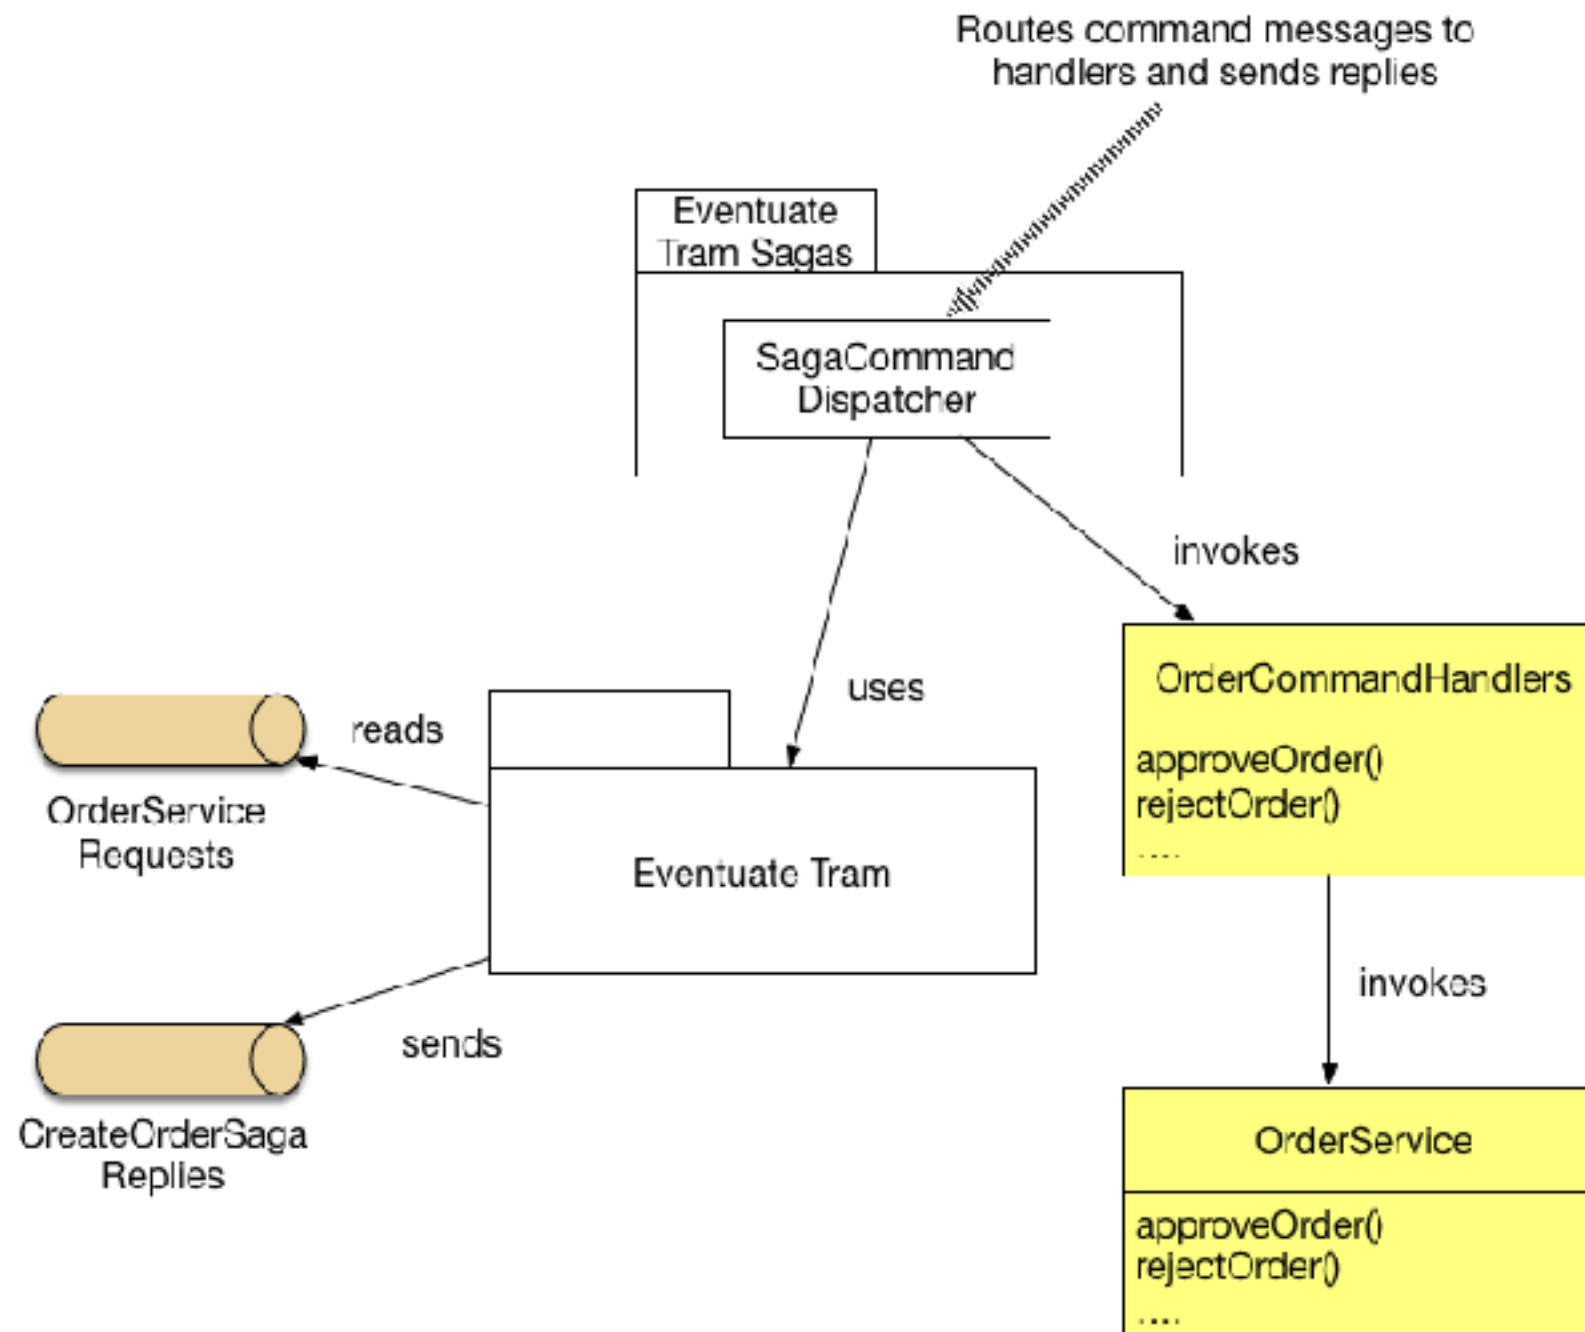 Routes command messages to
handlers and sends replies
Eventuate
Tram Sagas
SagaCommand
Dispatcher
invokes
OrderCommandHandlers
approveOrder()
rejectOrder()
....
uses
reads
OrderService
Requests
Eventuate Tram
sends
CreateOrderSaga
Replies
invokes
OrderService
approveOrder()
rejectOrder()
....